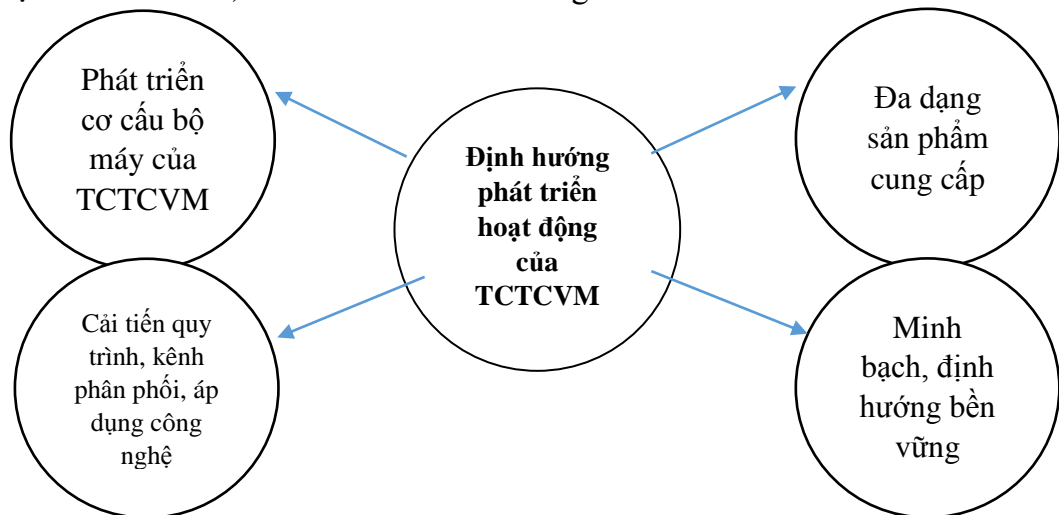 Phát triển
cơ cấu bộ
máy của
TCTCVM
Định hướng
phát triển
hoạt động
của
TCTCVM
Đa dạng
sản phẩm
cung cấp
Cải tiến quy
trình, kênh
phân phối, áp
dụng công
nghệ
Minh
bạch, định
hướng bền
vững